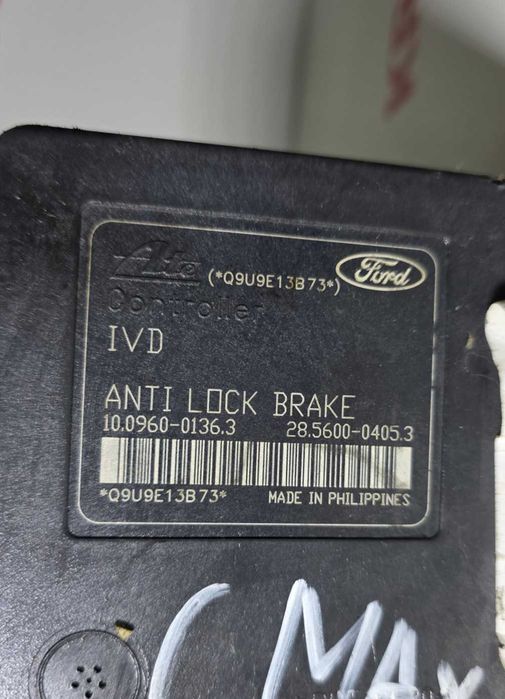 Ate (*Q9U9E13B73*) Ford
Controller
IVD
ANTI LOCK BRAKE
10.0960-0136.3 28.5600-0405.3
*Q9U9E13B73* MADE IN PHILIPPINES
C MAX